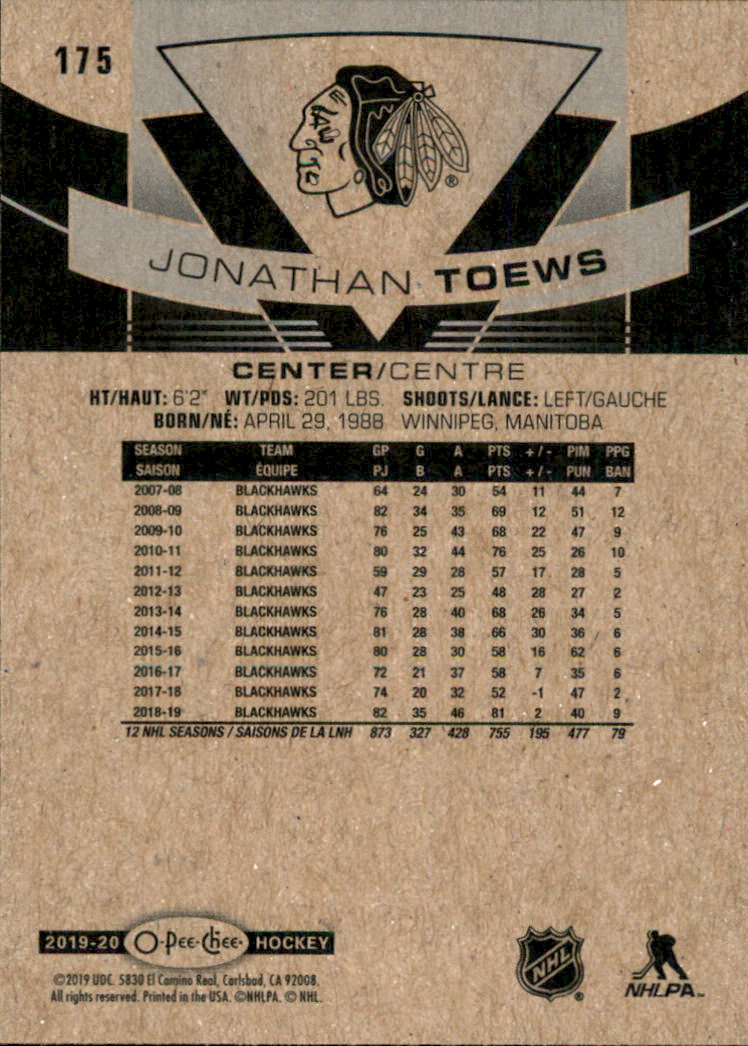 175
JONATHAN TOEWS
CENTER/CENTRE
HT/HAUT: 6'2" WT/PDS: 201 LBS. SHOOTS/LANCE: LEFT/GAUCHE
BORN/NÉ: APRIL 29, 1988 WINNIPEG, MANITOBA
SEASON TEAM GP G A PTS +/- PIM PPG
SAISON ÉQUIPE PJ B A PTS +/- PUN BAN
2007-08 BLACKHAWKS 64 24 30 54 11 44 7
2008-09 BLACKHAWKS 82 34 35 69 12 51 12
2009-10 BLACKHAWKS 76 25 43 68 22 47 9
2010-11 BLACKHAWKS 80 32 44 76 25 26 10
2011-12 BLACKHAWKS 59 29 28 57 17 28 5
2012-13 BLACKHAWKS 47 23 25 48 28 27 2
2013-14 BLACKHAWKS 76 28 40 68 26 34 5
2014-15 BLACKHAWKS 81 28 38 66 30 36 6
2015-16 BLACKHAWKS 80 28 30 58 16 62 6
2016-17 BLACKHAWKS 72 21 37 58 7 35 6
2017-18 BLACKHAWKS 74 20 32 52 -1 47 2
2018-19 BLACKHAWKS 82 35 46 81 2 40 9
12 NHL SEASONS / SAISONS DE LA LNH 873 327 428 755 195 477 79
2019-20 O-Pee-Chee HOCKEY
©2019 UDC. 5830 El Camino Real, Carlsbad, CA 92008.
All rights reserved. Printed in the USA. ©NHLPA. © NHL.
NHL ®
NHLPA™
®